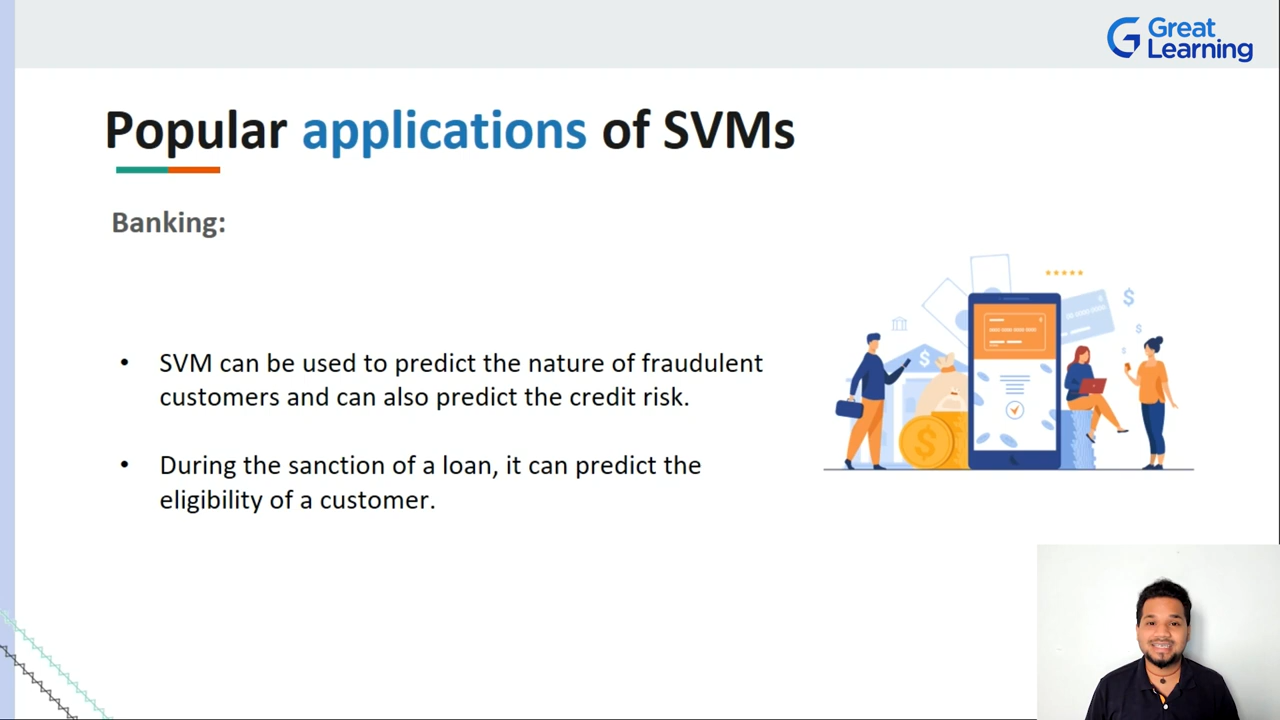 Great
Learning
Popular applications of SVMs
Banking:
• SVM can be used to predict the nature of fraudulent
customers and can also predict the credit risk.
• During the sanction of a loan, it can predict the
eligibility of a customer.